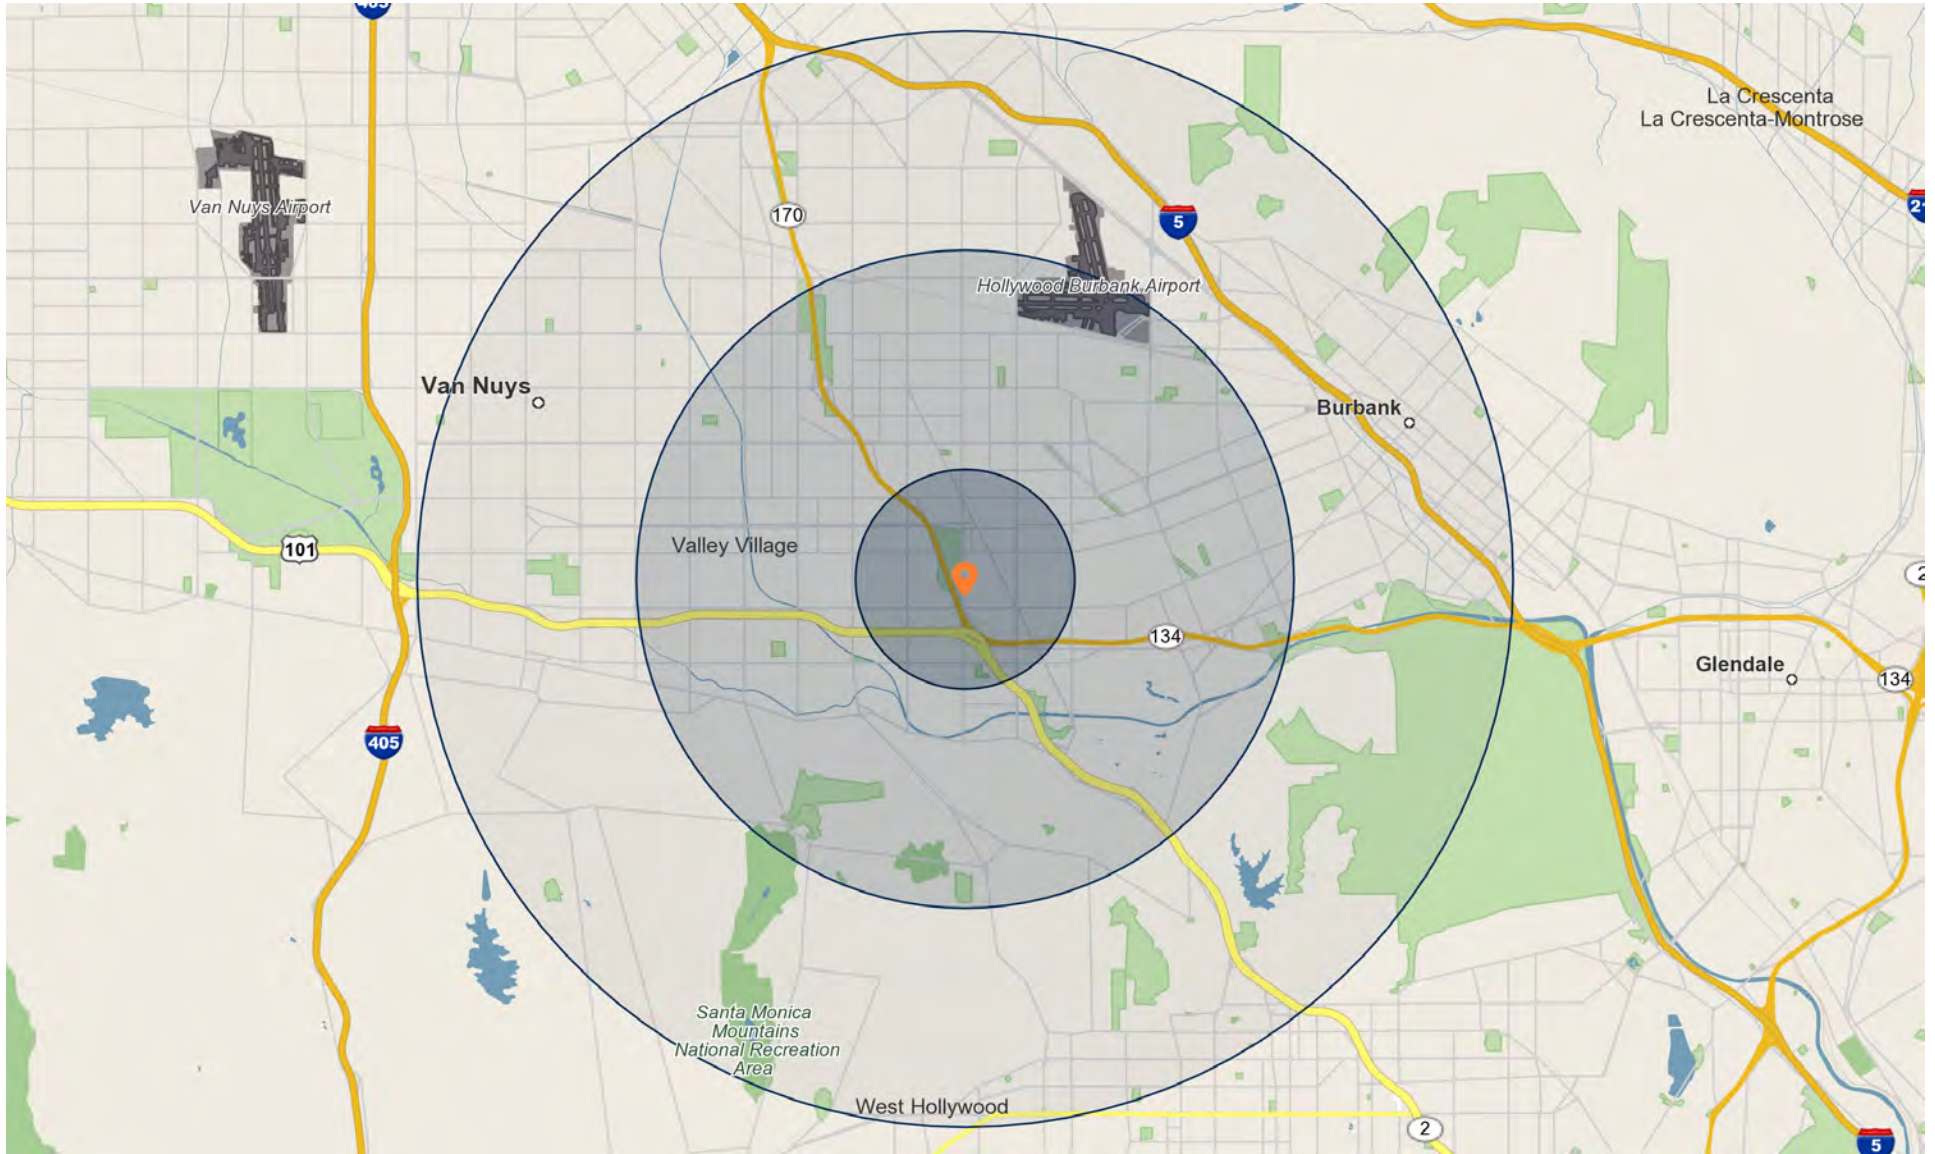 405
La Crescenta
La Crescenta-Montrose
Van Nuys Airport
170
5
Hollywood Burbank Airport
Van Nuys
Burbank
101
Valley Village
134
Glendale
134
405
Santa Monica
Mountains
National Recreation
Area
West Hollywood
2
5